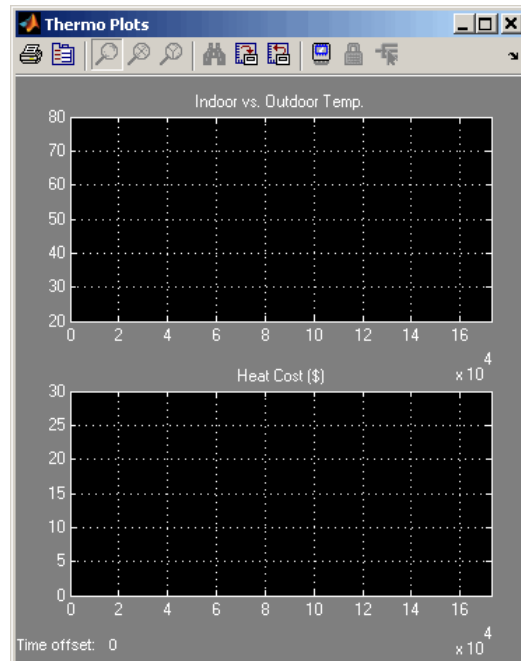 Thermo Plots
Indoor vs. Outdoor Temp.
80
70
60
50
40
30
20
0 2 4 6 8 10 12 14 16
x 10^4
Heat Cost ($)
30
25
20
15
10
5
0
0 2 4 6 8 10 12 14 16
x 10^4
Time offset: 0